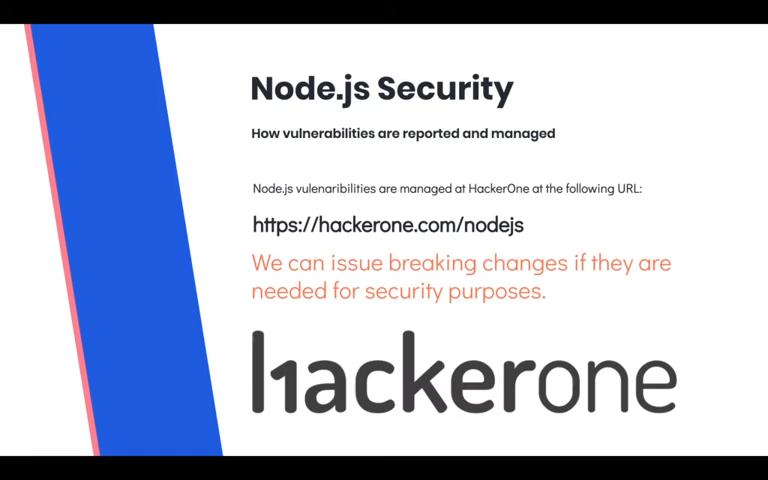 Node.js Security
How vulnerabilities are reported and managed
Node.js vulenaribilities are managed at HackerOne at the following URL:
https://hackerone.com/nodejs
We can issue breaking changes if they are
needed for security purposes.
hackerone